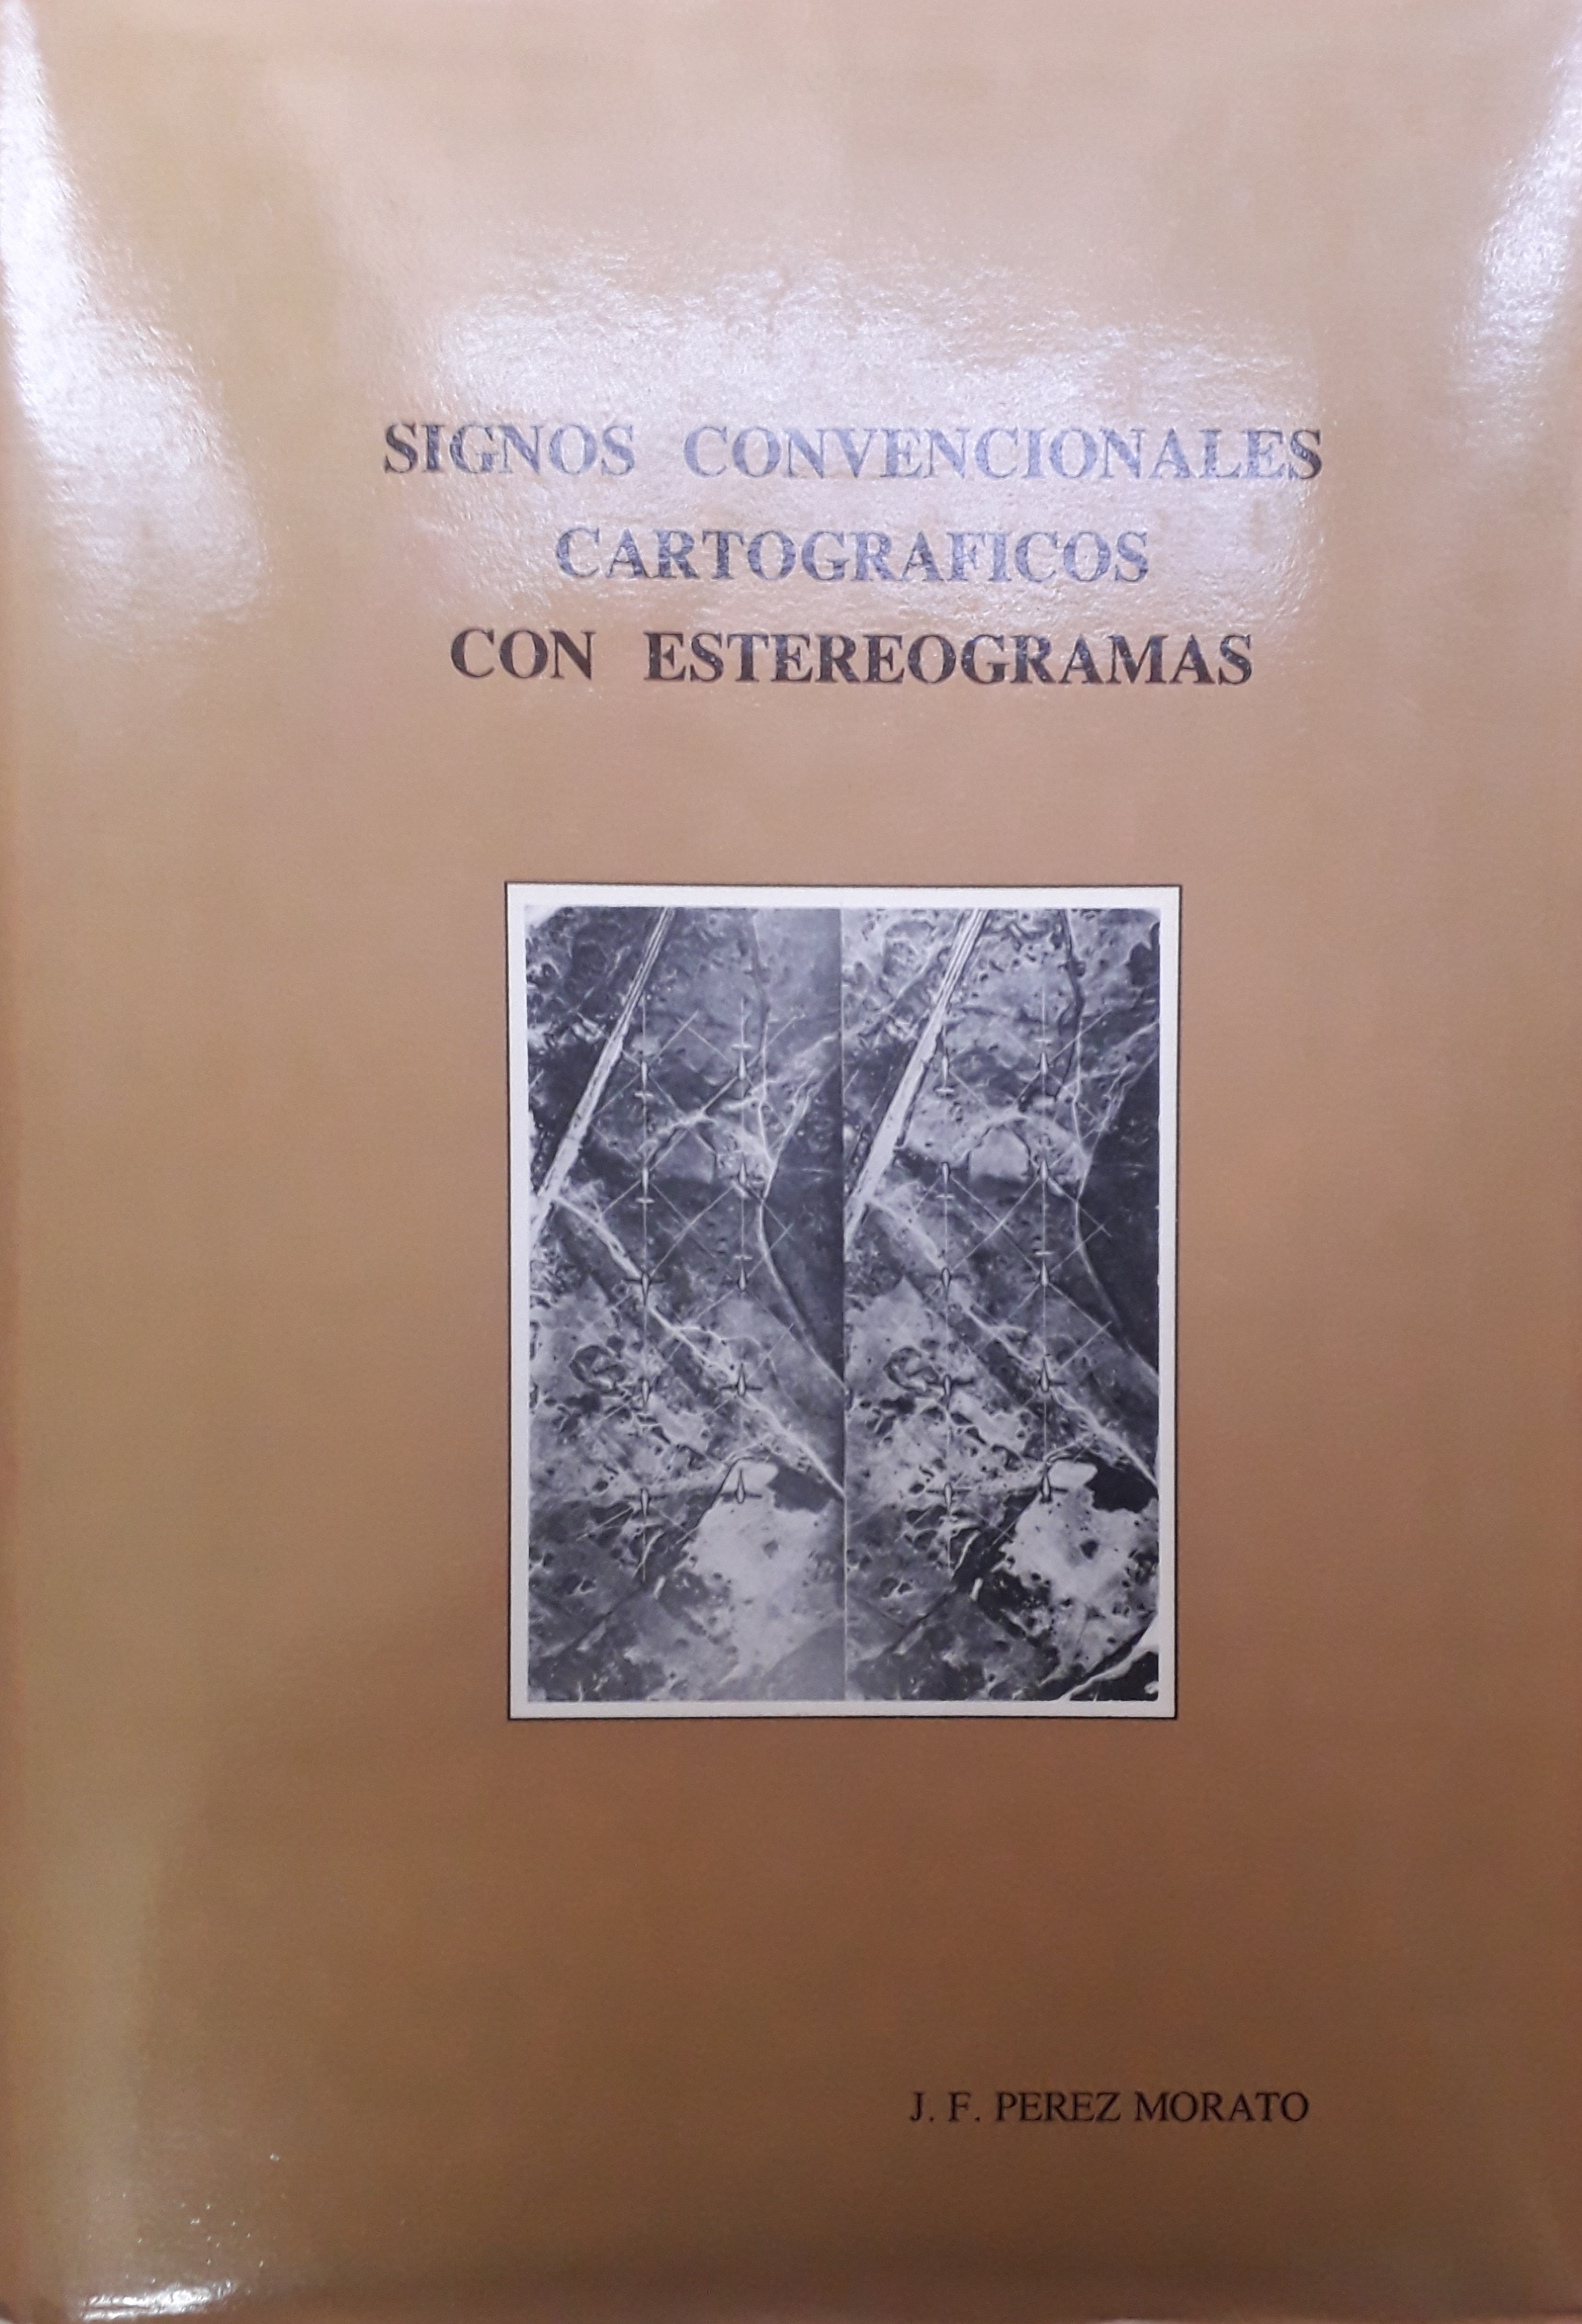 SIGNOS CONVENCIONALES
CARTOGRAFICOS
CON ESTEREOGRAMAS
J. F. PEREZ MORATO